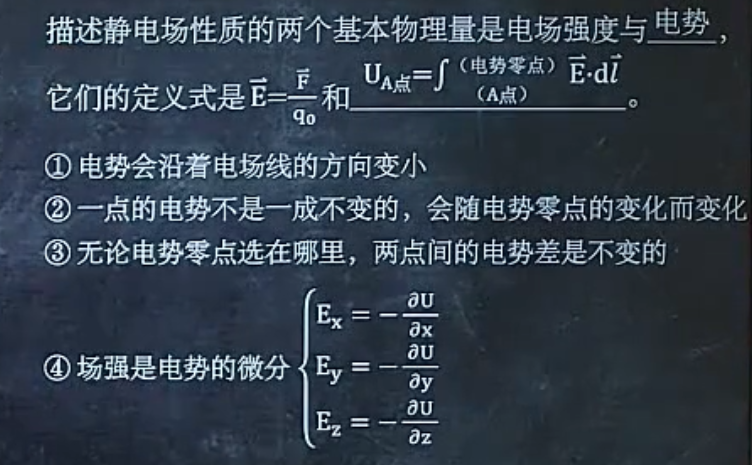 描述静电场性质的两个基本物理量是电场强度与 电势 ，
它们的定义式是 $\vec{E}=\frac{\vec{F}}{q_0}$ 和 $U_{A点}=\int_{(A点)}^{(电势零点)}\vec{E}\cdot d\vec{l}$ 。
① 电势会沿着电场线的方向变小
② 一点的电势不是一成不变的，会随电势零点的变化而变化
③ 无论电势零点选在哪里，两点间的电势差是不变的
④ 场强是电势的微分 $\begin{cases}E_x=-\frac{\partial U}{\partial x}\\E_y=-\frac{\partial U}{\partial y}\\E_z=-\frac{\partial U}{\partial z}\end{cases}$